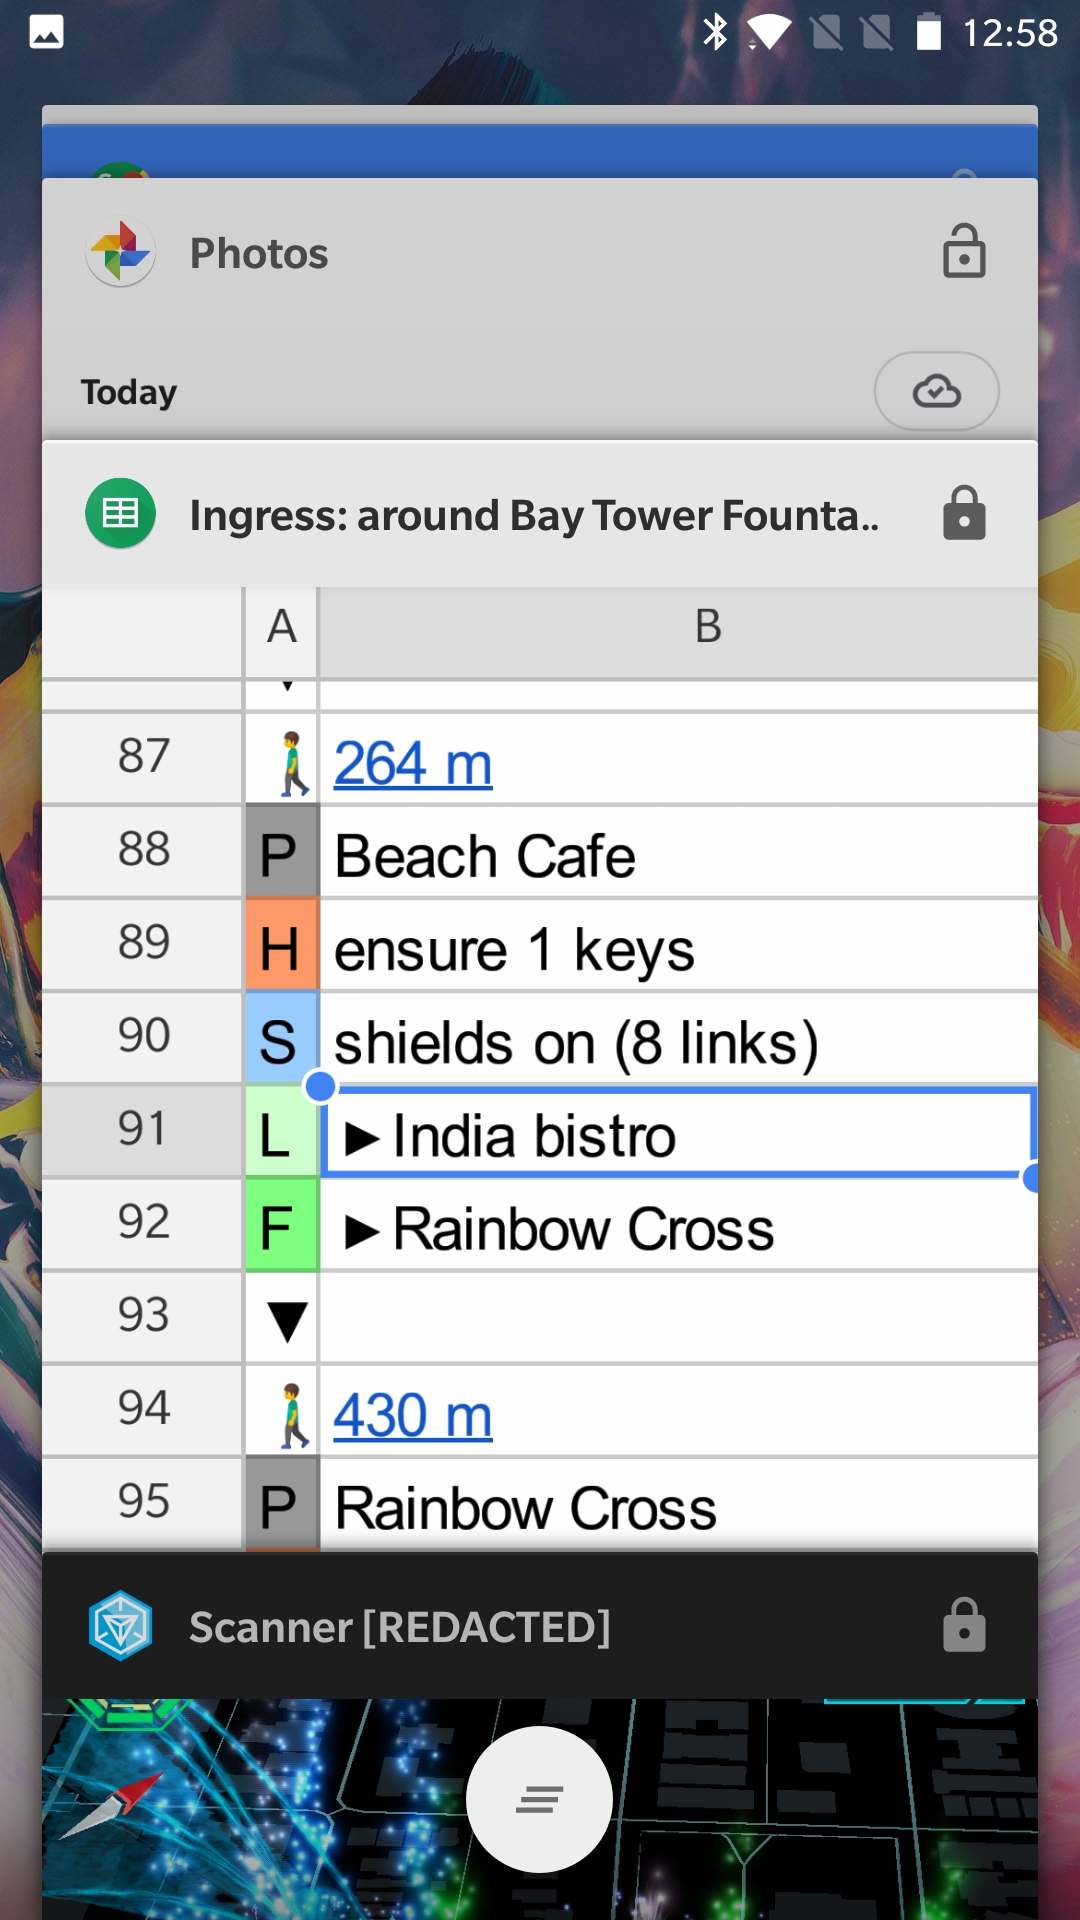 12:58
Photos
Today
Ingress: around Bay Tower Founta..
A B
87 264 m
88 P Beach Cafe
89 H ensure 1 keys
90 S shields on (8 links)
91 L ►India bistro
92 F ►Rainbow Cross
93 ▼
94 430 m
95 P Rainbow Cross
Scanner [REDACTED]